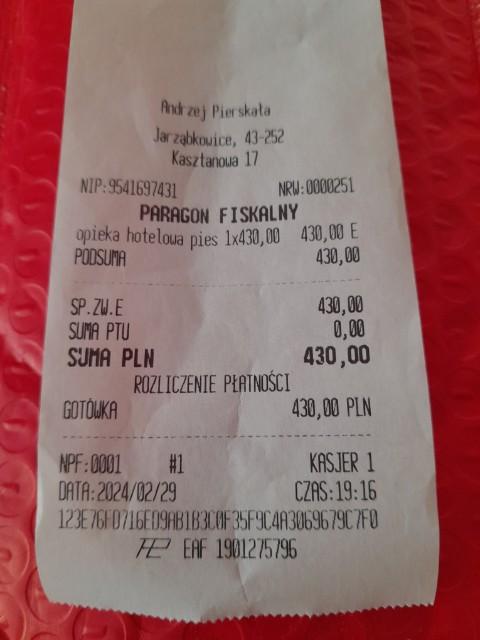 Andrzej Pierskała
Jarząbkowice, 43-252
Kasztanowa 17
NIP:9541697431 NRW:0000251
PARAGON FISKALNY
opieka hotelowa pies 1x430,00 430,00 E
PODSUMA 430,00
SP.ZW.E 430,00
SUMA PTU 0,00
SUMA PLN 430,00
ROZLICZENIE PŁATNOŚCI
GOTÓWKA 430,00 PLN
NPF:0001 #1 KASJER 1
DATA:2024/02/29 CZAS:19:16
123E76FD716ED9AB1B3C0F35F9C4A3069679C7F0
EAF 1901275796